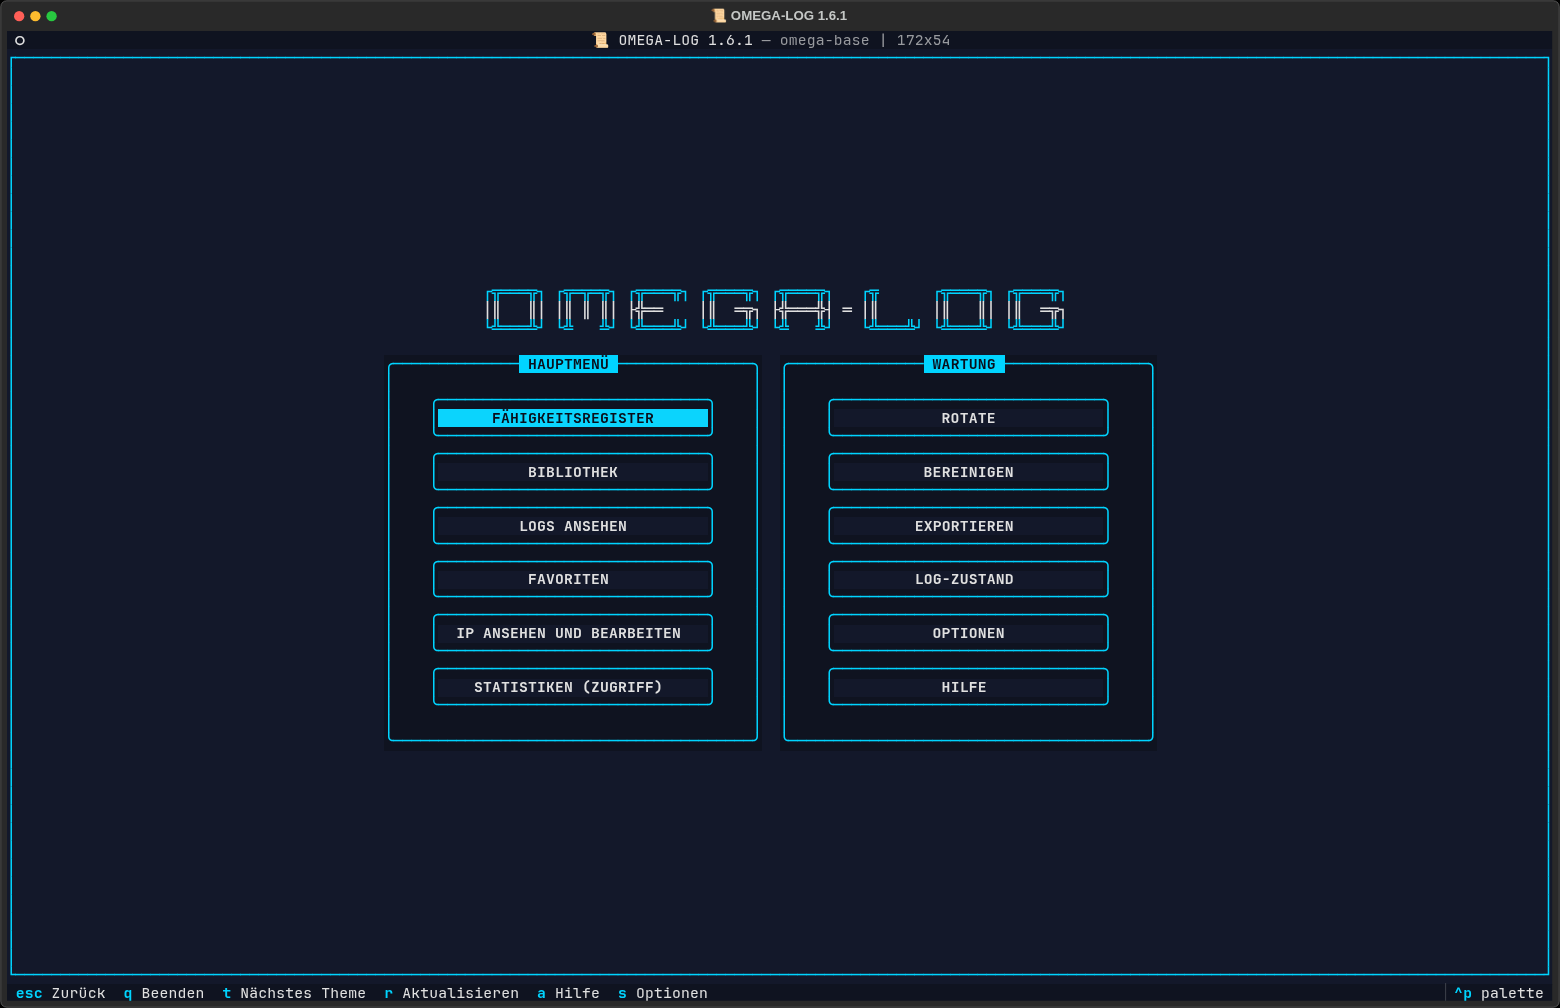 📜 OMEGA-LOG 1.6.1
📜 OMEGA-LOG 1.6.1 — omega-base | 172x54
OMEGA-LOG
HAUPTMENÜ
FÄHIGKEITSREGISTER
BIBLIOTHEK
LOGS ANSEHEN
FAVORITEN
IP ANSEHEN UND BEARBEITEN
STATISTIKEN (ZUGRIFF)
WARTUNG
ROTATE
BEREINIGEN
EXPORTIEREN
LOG-ZUSTAND
OPTIONEN
HILFE
esc Zurück q Beenden t Nächstes Theme r Aktualisieren a Hilfe s Optionen ^p palette